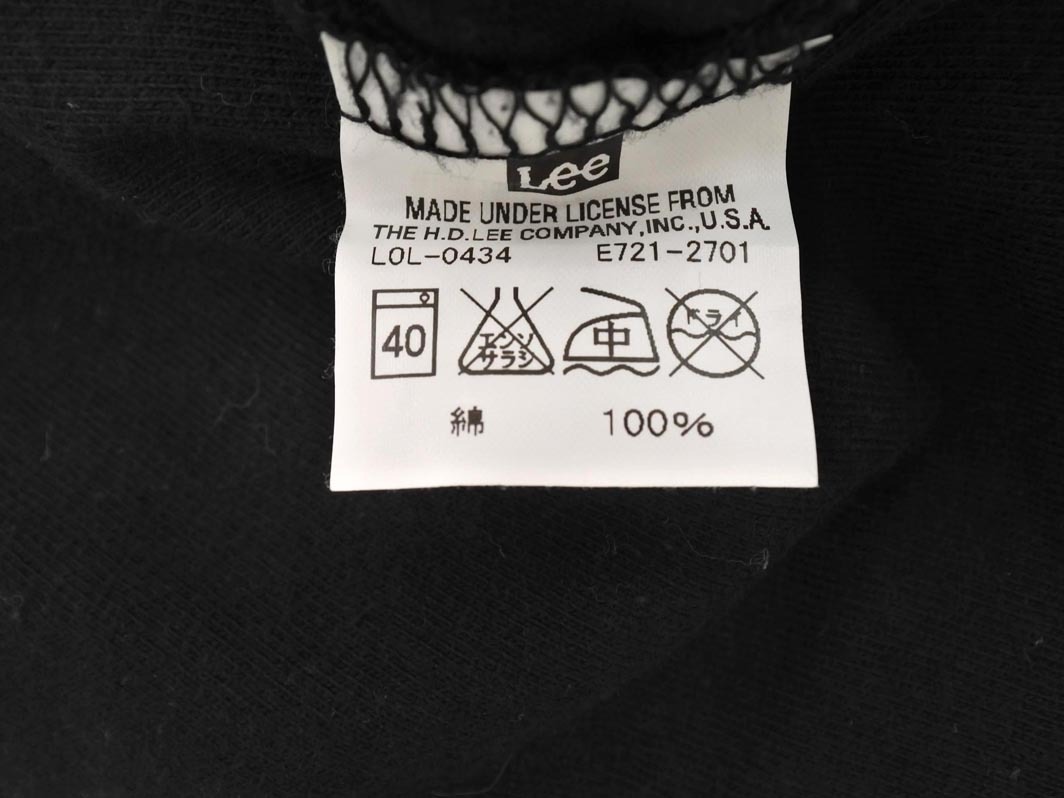 Lee
MADE UNDER LICENSE FROM
THE H.D.LEE COMPANY,INC.,U.S.A.
LOL-0434 E721-2701
40 エンソ サラシ 中 ドライ
綿 100%